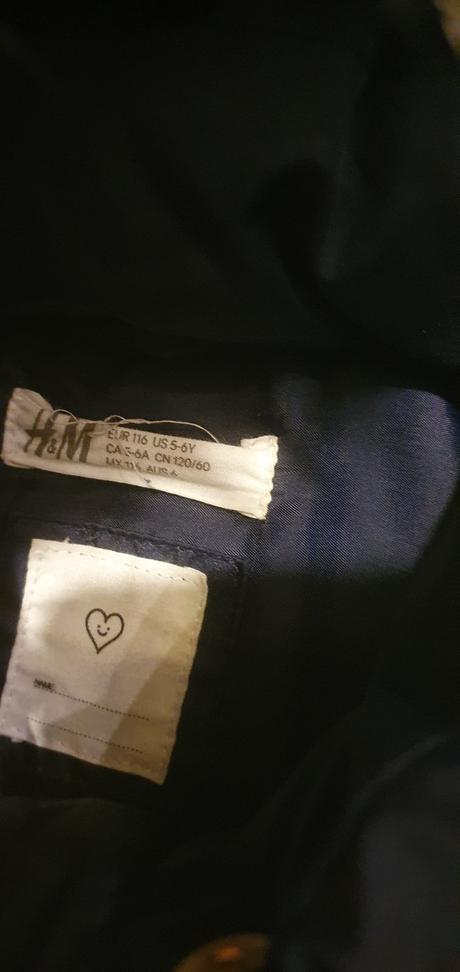 H&M
EUR 116 US 5-6Y
CA 5-6A CN 120/60
MX 116 AUS 6
NAME